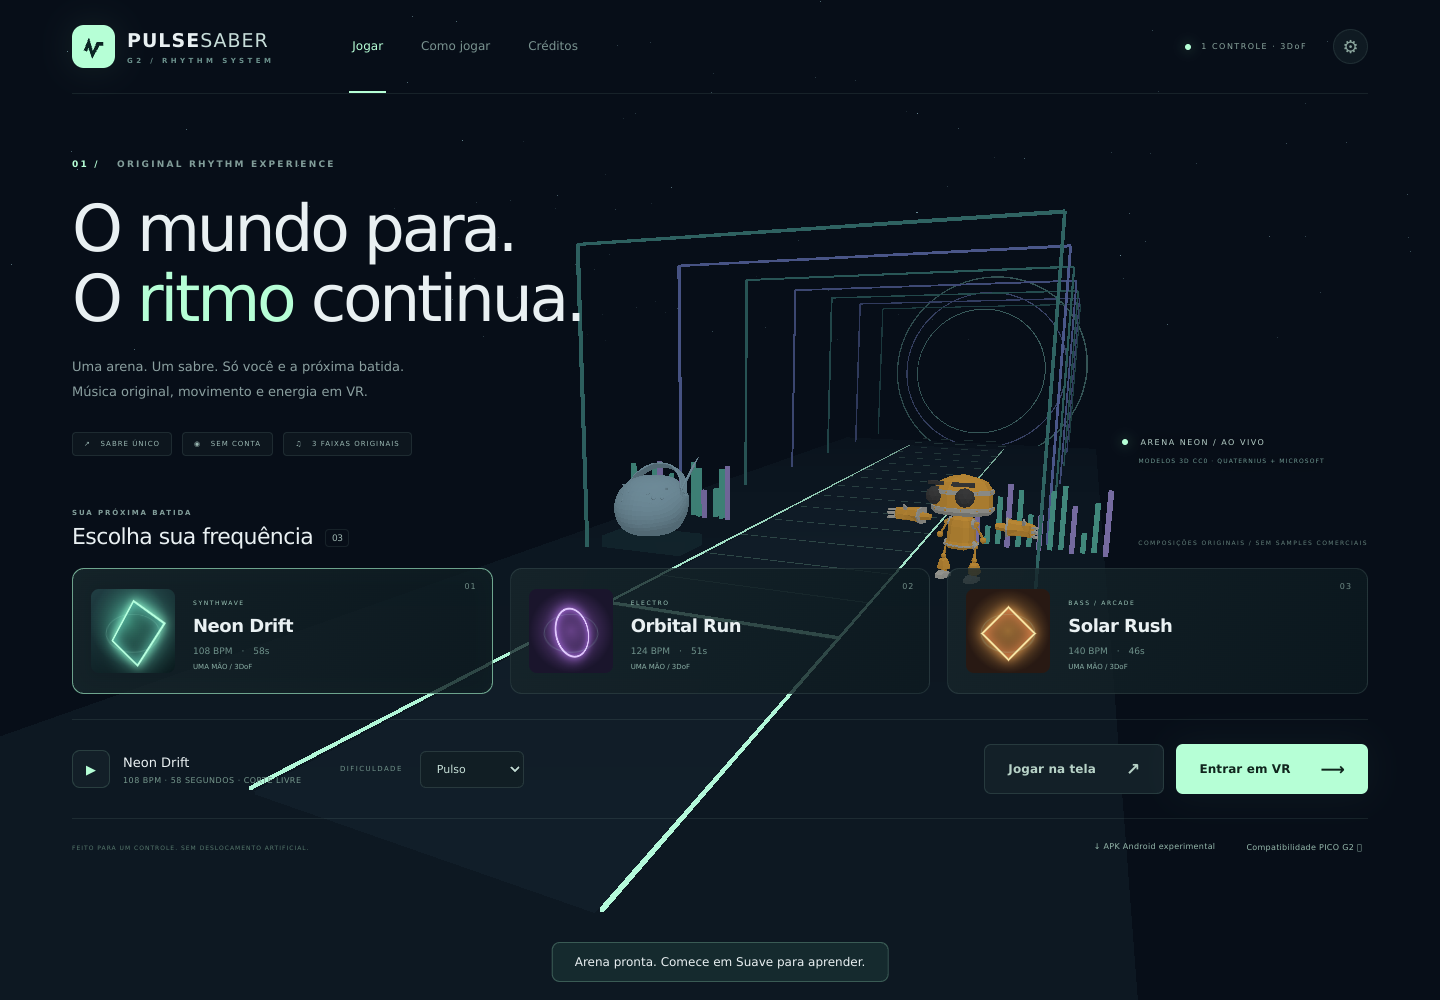 PULSESABER
G2 / RHYTHM SYSTEM
Jogar
Como jogar
Créditos
1 CONTROLE · 3DoF
01 / ORIGINAL RHYTHM EXPERIENCE
O mundo para.
O ritmo continua.
Uma arena. Um sabre. Só você e a próxima batida.
Música original, movimento e energia em VR.
↗ SABRE ÚNICO
◉ SEM CONTA
♫ 3 FAIXAS ORIGINAIS
ARENA NEON / AO VIVO
MODELOS 3D CC0 · QUATERNIUS + MICROSOFT
COMPOSIÇÕES ORIGINAIS / SEM SAMPLES COMERCIAIS
SUA PRÓXIMA BATIDA
Escolha sua frequência 03
01
SYNTHWAVE
Neon Drift
108 BPM · 58s
UMA MÃO / 3DoF
02
ELECTRO
Orbital Run
124 BPM · 51s
UMA MÃO / 3DoF
03
BASS / ARCADE
Solar Rush
140 BPM · 46s
UMA MÃO / 3DoF
Neon Drift
108 BPM · 58 SEGUNDOS · CORTE LIVRE
DIFICULDADE
Pulso
Jogar na tela ↗
Entrar em VR ⟶
FEITO PARA UM CONTROLE. SEM DESLOCAMENTO ARTIFICIAL.
↓ APK Android experimental
Compatibilidade PICO G2
Arena pronta. Comece em Suave para aprender.